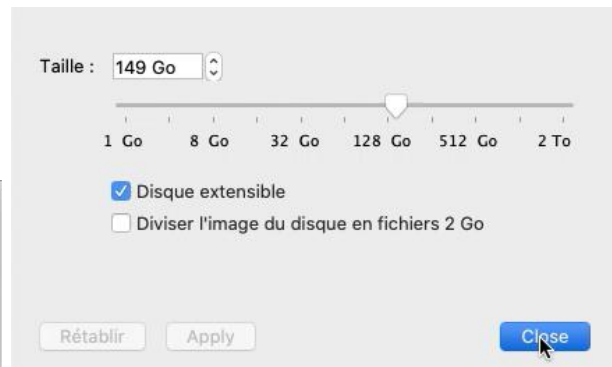 Taille : 149 Go
1 Go 8 Go 32 Go 128 Go 512 Go 2 To
Disque extensible
Diviser l'image du disque en fichiers 2 Go
Rétablir Apply Close